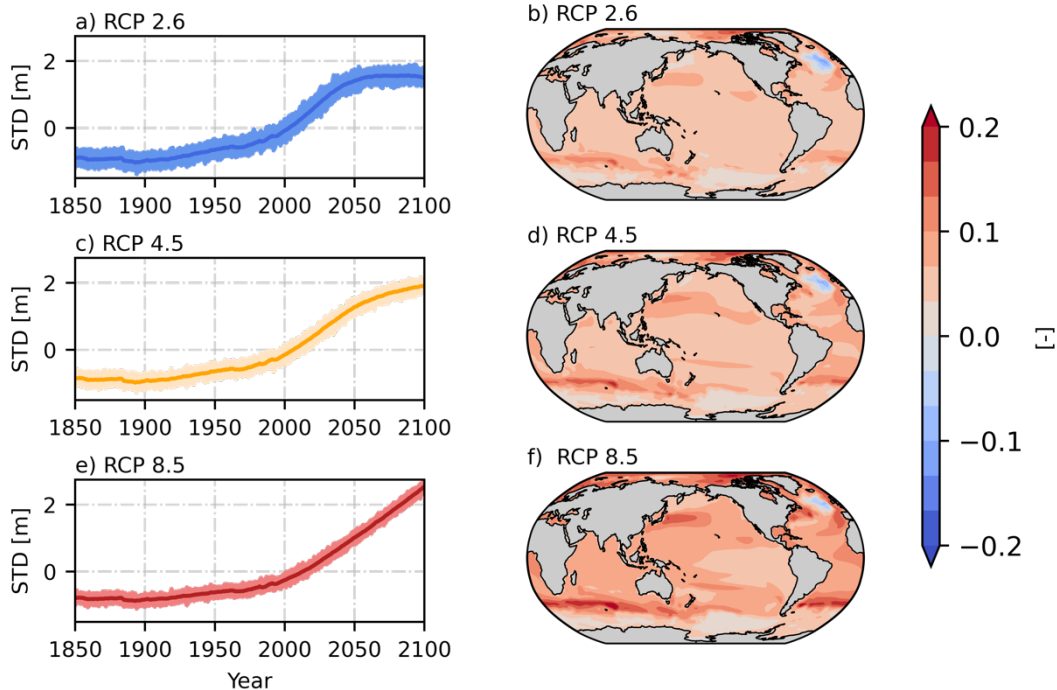 a) RCP 2.6
STD [m]
2
0
1850 1900 1950 2000 2050 2100
b) RCP 2.6
c) RCP 4.5
STD [m]
2
0
1850 1900 1950 2000 2050 2100
d) RCP 4.5
e) RCP 8.5
STD [m]
2
0
1850 1900 1950 2000 2050 2100
Year
f) RCP 8.5
0.2
0.1
0.0
−0.1
−0.2
[-]